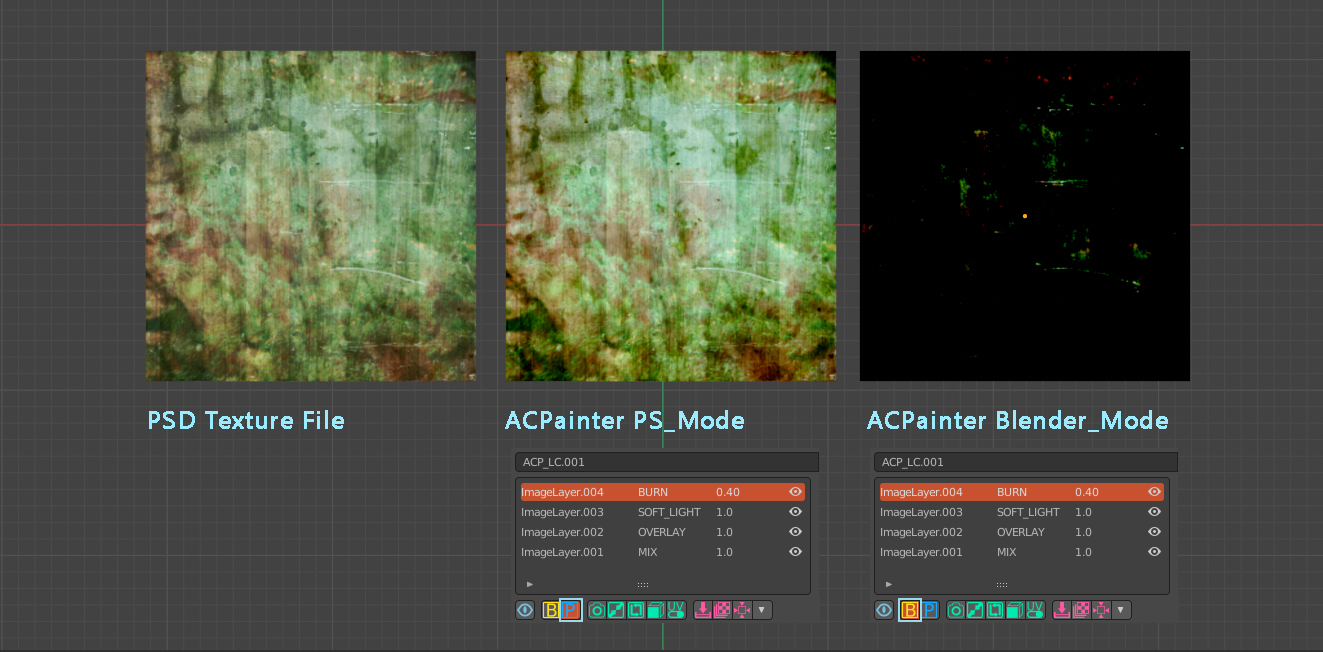 PSD Texture File
ACPainter PS_Mode
ACPainter Blender_Mode
ACP_LC.001
ImageLayer.004 BURN 0.40
ImageLayer.003 SOFT_LIGHT 1.0
ImageLayer.002 OVERLAY 1.0
ImageLayer.001 MIX 1.0
B P UV
ACP_LC.001
ImageLayer.004 BURN 0.40
ImageLayer.003 SOFT_LIGHT 1.0
ImageLayer.002 OVERLAY 1.0
ImageLayer.001 MIX 1.0
B P UV